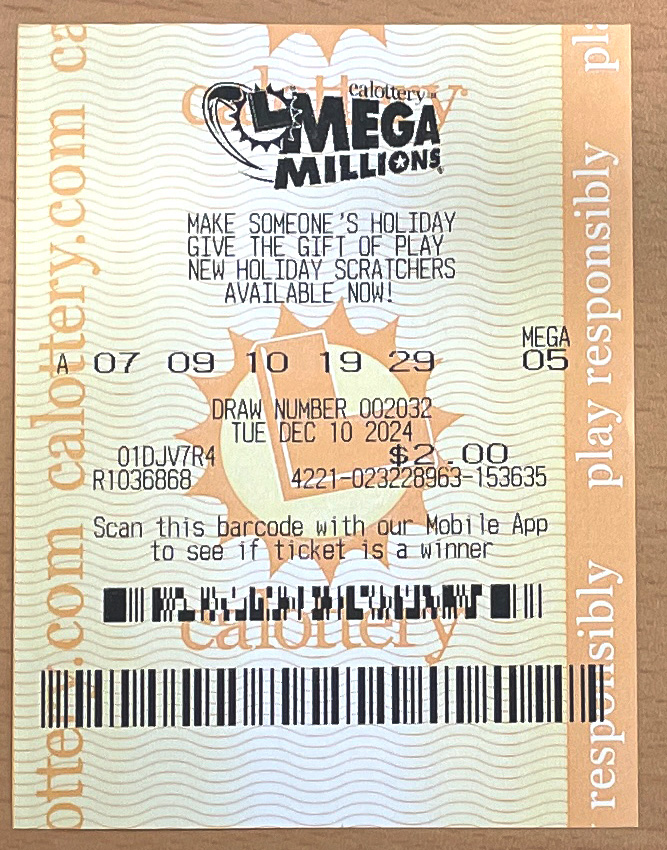 calottery
MEGA
MILLIONS
MAKE SOMEONE'S HOLIDAY
GIVE THE GIFT OF PLAY
NEW HOLIDAY SCRATCHERS
AVAILABLE NOW!
MEGA
A 07 09 10 19 29 05
DRAW NUMBER 002032
TUE DEC 10 2024
01DJV7R4 $2.00
R1036868 4221-023228963-153635
Scan this barcode with our Mobile App
to see if ticket is a winner
calottery
calottery.com
play responsibly